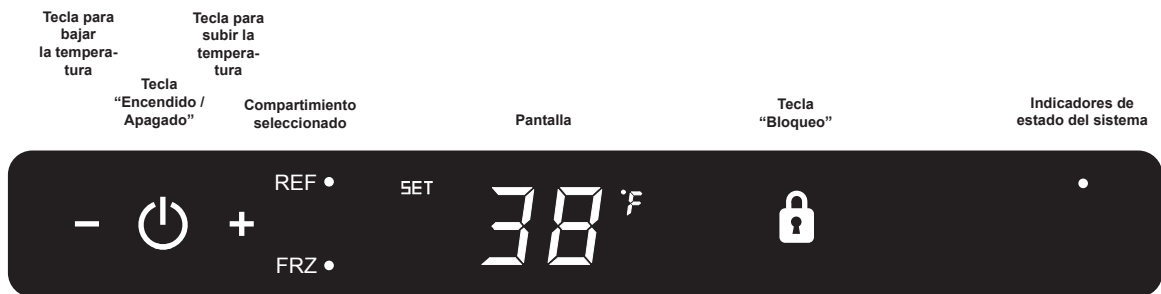 Tecla para
bajar
la tempera-
tura
Tecla
“Encendido /
Apagado”
Tecla para
subir la
tempera-
tura
Compartimiento
seleccionado
Pantalla
Tecla
“Bloqueo”
Indicadores de
estado del sistema
REF
SET
38 °F
- +
FRZ